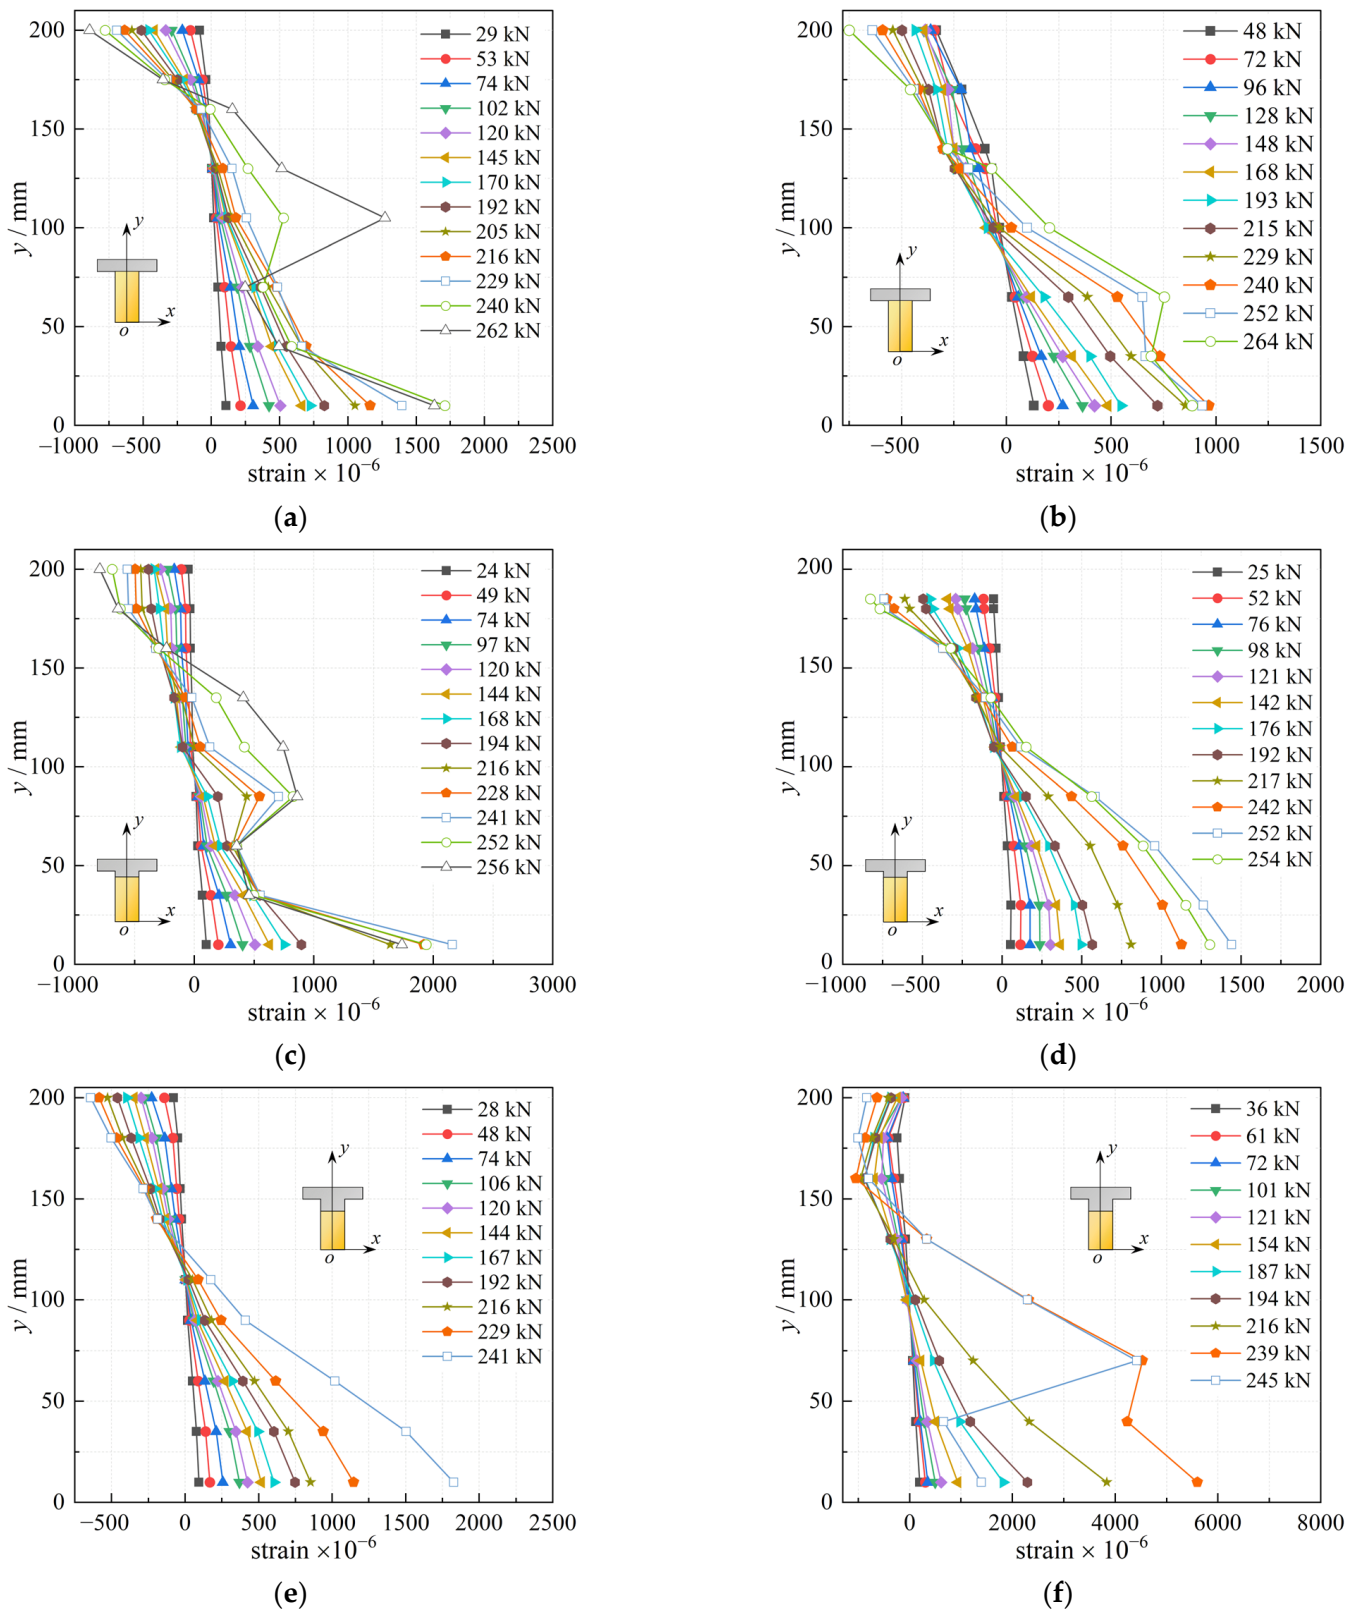 200
150
100
50
0
y / mm
−1000
−500
0
500
1000
1500
2000
2500
strain × 10⁻⁶
y
x
o
29 kN
53 kN
74 kN
102 kN
120 kN
145 kN
170 kN
192 kN
205 kN
216 kN
229 kN
240 kN
262 kN
(a)
200
150
100
50
0
y / mm
−500
0
500
1000
1500
strain × 10⁻⁶
y
x
o
48 kN
72 kN
96 kN
128 kN
148 kN
168 kN
193 kN
215 kN
229 kN
240 kN
252 kN
264 kN
(b)
200
150
100
50
0
y / mm
−1000
0
1000
2000
3000
strain × 10⁻⁶
y
x
o
24 kN
49 kN
74 kN
97 kN
120 kN
144 kN
168 kN
194 kN
216 kN
228 kN
241 kN
252 kN
256 kN
(c)
200
150
100
50
0
y / mm
−1000
−500
0
500
1000
1500
2000
strain × 10⁻⁶
y
x
o
25 kN
52 kN
76 kN
98 kN
121 kN
142 kN
176 kN
192 kN
217 kN
242 kN
252 kN
254 kN
(d)
200
150
100
50
0
y / mm
−500
0
500
1000
1500
2000
2500
strain ×10⁻⁶
y
x
o
28 kN
48 kN
74 kN
106 kN
120 kN
144 kN
167 kN
192 kN
216 kN
229 kN
241 kN
(e)
200
150
100
50
0
y / mm
0
2000
4000
6000
8000
strain × 10⁻⁶
y
x
o
36 kN
61 kN
72 kN
101 kN
121 kN
154 kN
187 kN
194 kN
216 kN
239 kN
245 kN
(f)